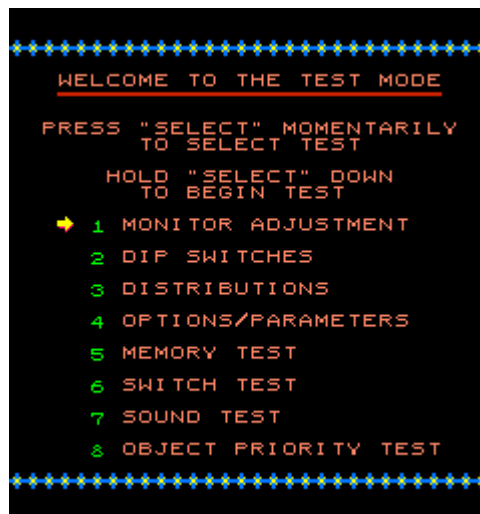 WELCOME TO THE TEST MODE
PRESS "SELECT" MOMENTARILY
TO SELECT TEST
HOLD "SELECT" DOWN
TO BEGIN TEST
1 MONITOR ADJUSTMENT
2 DIP SWITCHES
3 DISTRIBUTIONS
4 OPTIONS/PARAMETERS
5 MEMORY TEST
6 SWITCH TEST
7 SOUND TEST
8 OBJECT PRIORITY TEST